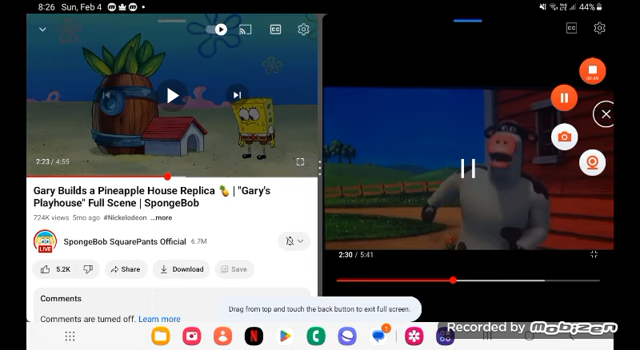 8:26 Sun, Feb 4
44%
CC
CC
2:23 / 4:55
Gary Builds a Pineapple House Replica 🍍 | "Gary's
Playhouse" Full Scene | SpongeBob
724K views 5mo ago #Nickelodeon ...more
LIVE
SpongeBob SquarePants Official 6.7M
5.2K
Share
Download
Save
Comments
Comments are turned off. Learn more
2:30 / 5:41
Drag from top and touch the back button to exit full screen.
N
1
Recorded by Mobizen